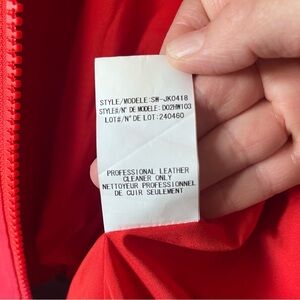 STYLE/MODELE:SW-JK0418
STYLE#/N° DE MODELE: D02HW103
LOT#/N° DE LOT:240460
PROFESSIONAL LEATHER
CLEANER ONLY
NETTOYEUR PROFESSIONNEL
DE CUIR SEULEMENT